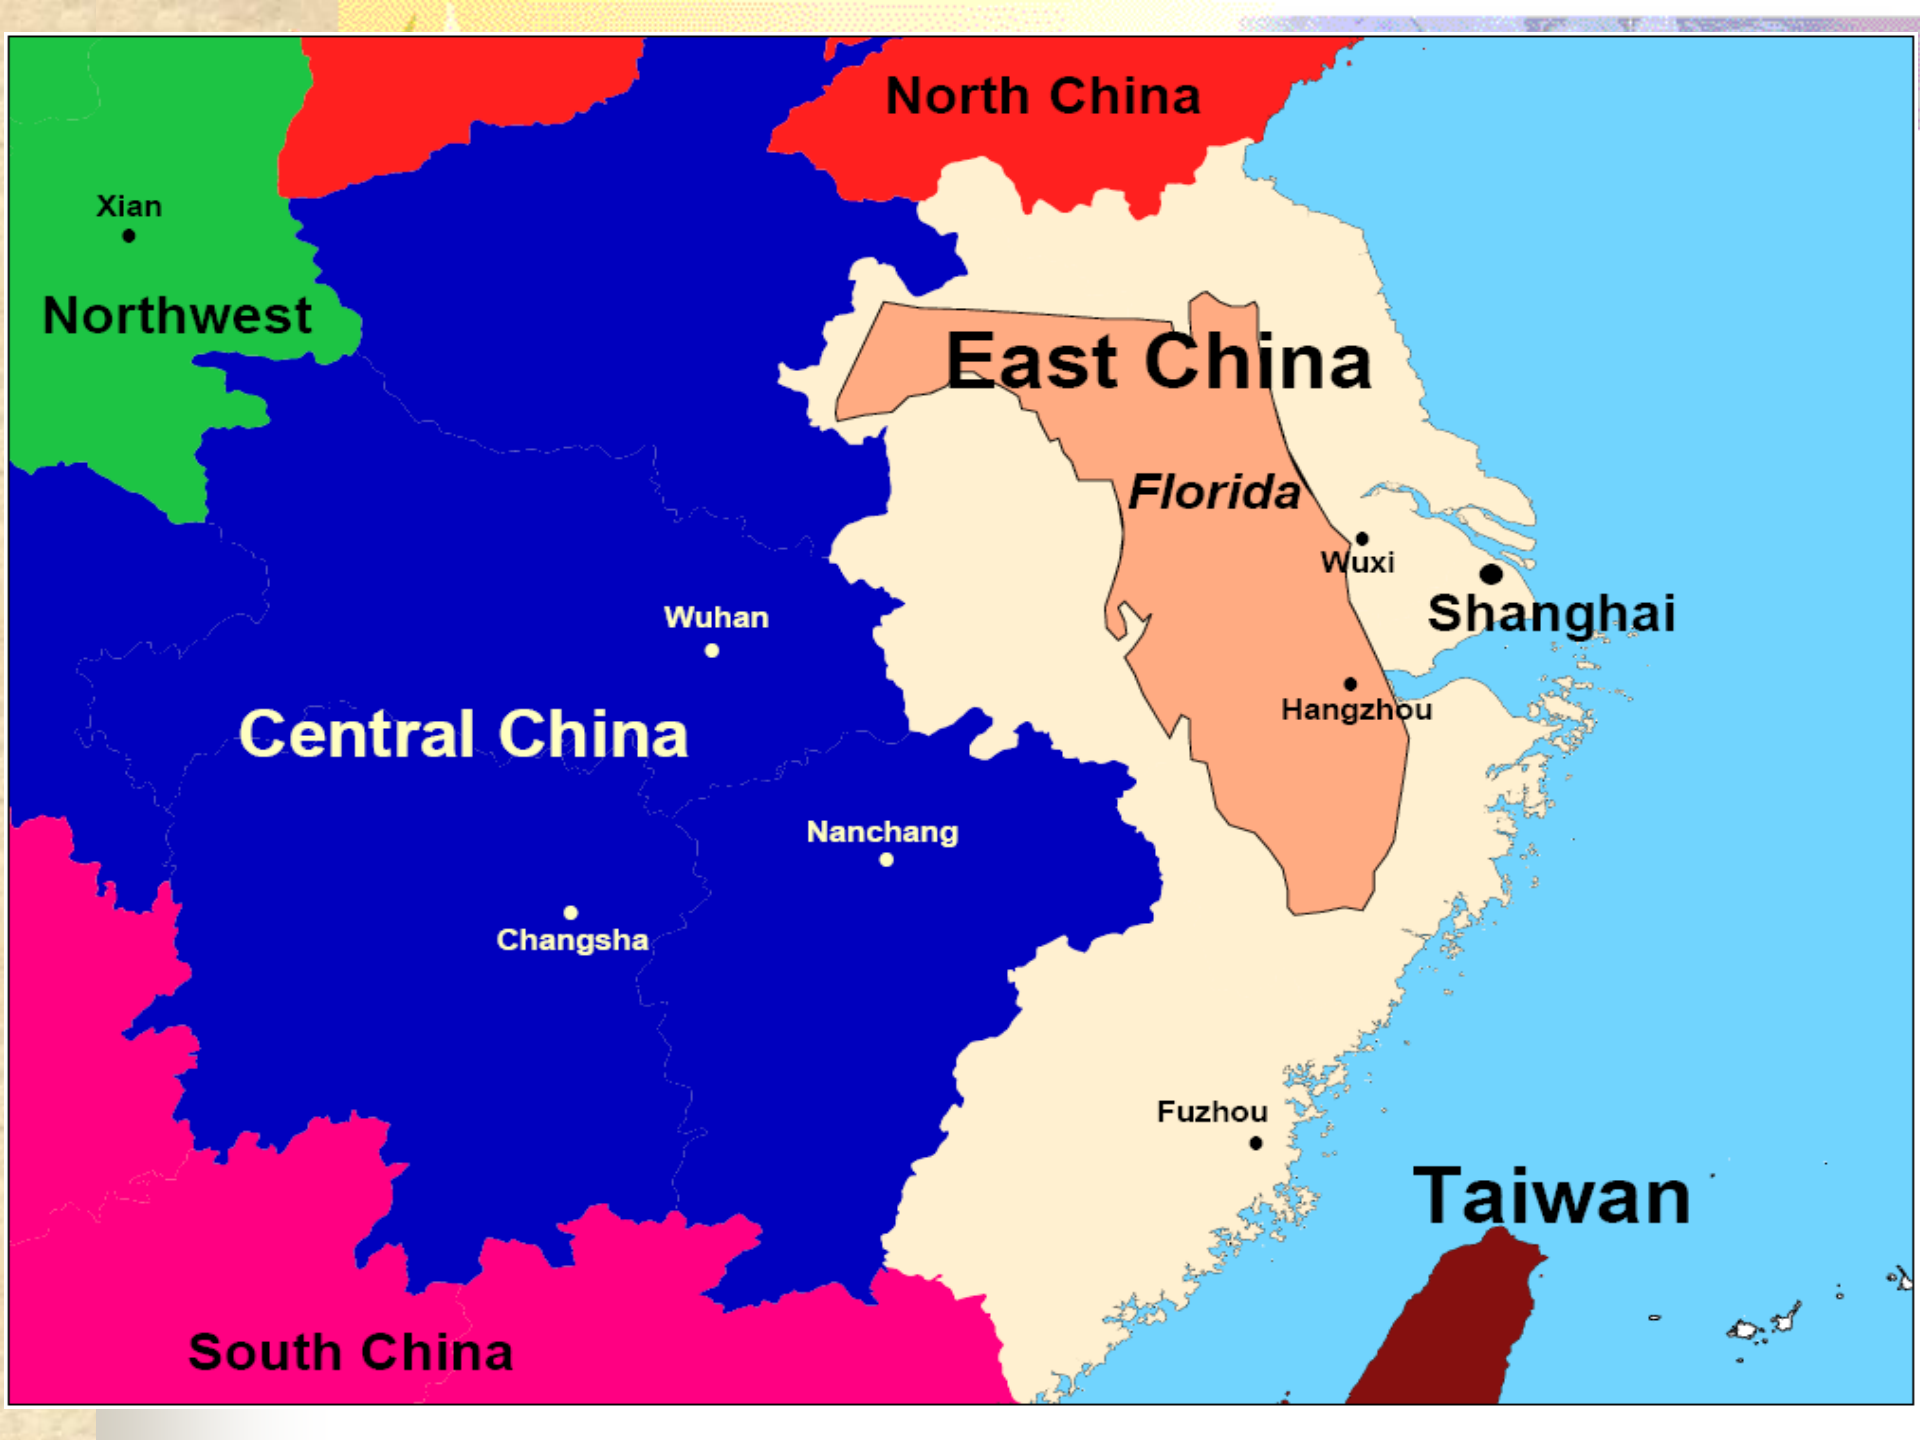 North China
Xian
Northwest
East China
Florida
Wuxi
Shanghai
Wuhan
Hangzhou
Central China
Nanchang
Changsha
Fuzhou
Taiwan
South China